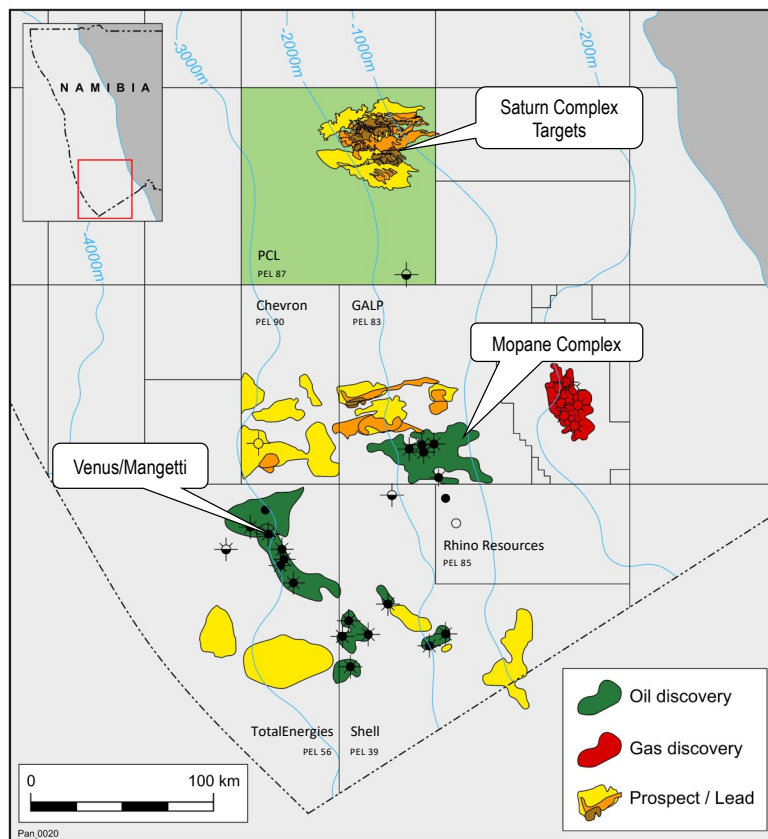 NAMIBIA
-3000m
-2000m
-1000m
-200m
-4000m
Saturn Complex
Targets
PCL
PEL 87
Chevron
PEL 90
GALP
PEL 83
Mopane Complex
Venus/Mangetti
Rhino Resources
PEL 85
TotalEnergies
PEL 56
Shell
PEL 39
Oil discovery
Gas discovery
Prospect / Lead
0
100 km
Pan_0020